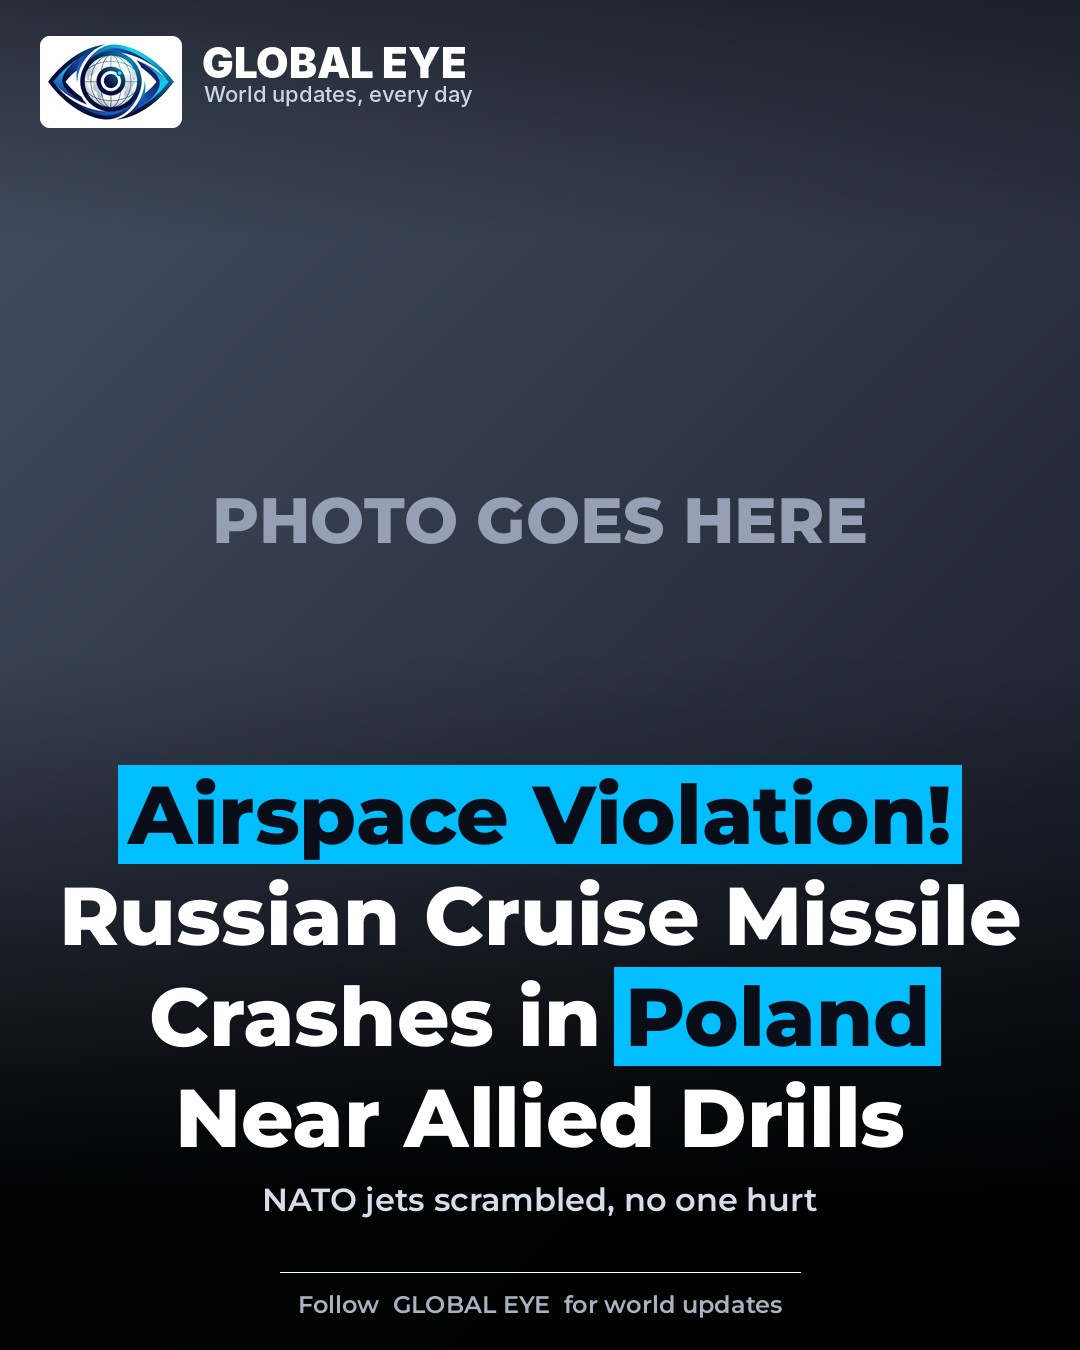 GLOBAL EYE
World updates, every day
PHOTO GOES HERE
Airspace Violation!
Russian Cruise Missile
Crashes in Poland
Near Allied Drills
NATO jets scrambled, no one hurt
Follow GLOBAL EYE for world updates